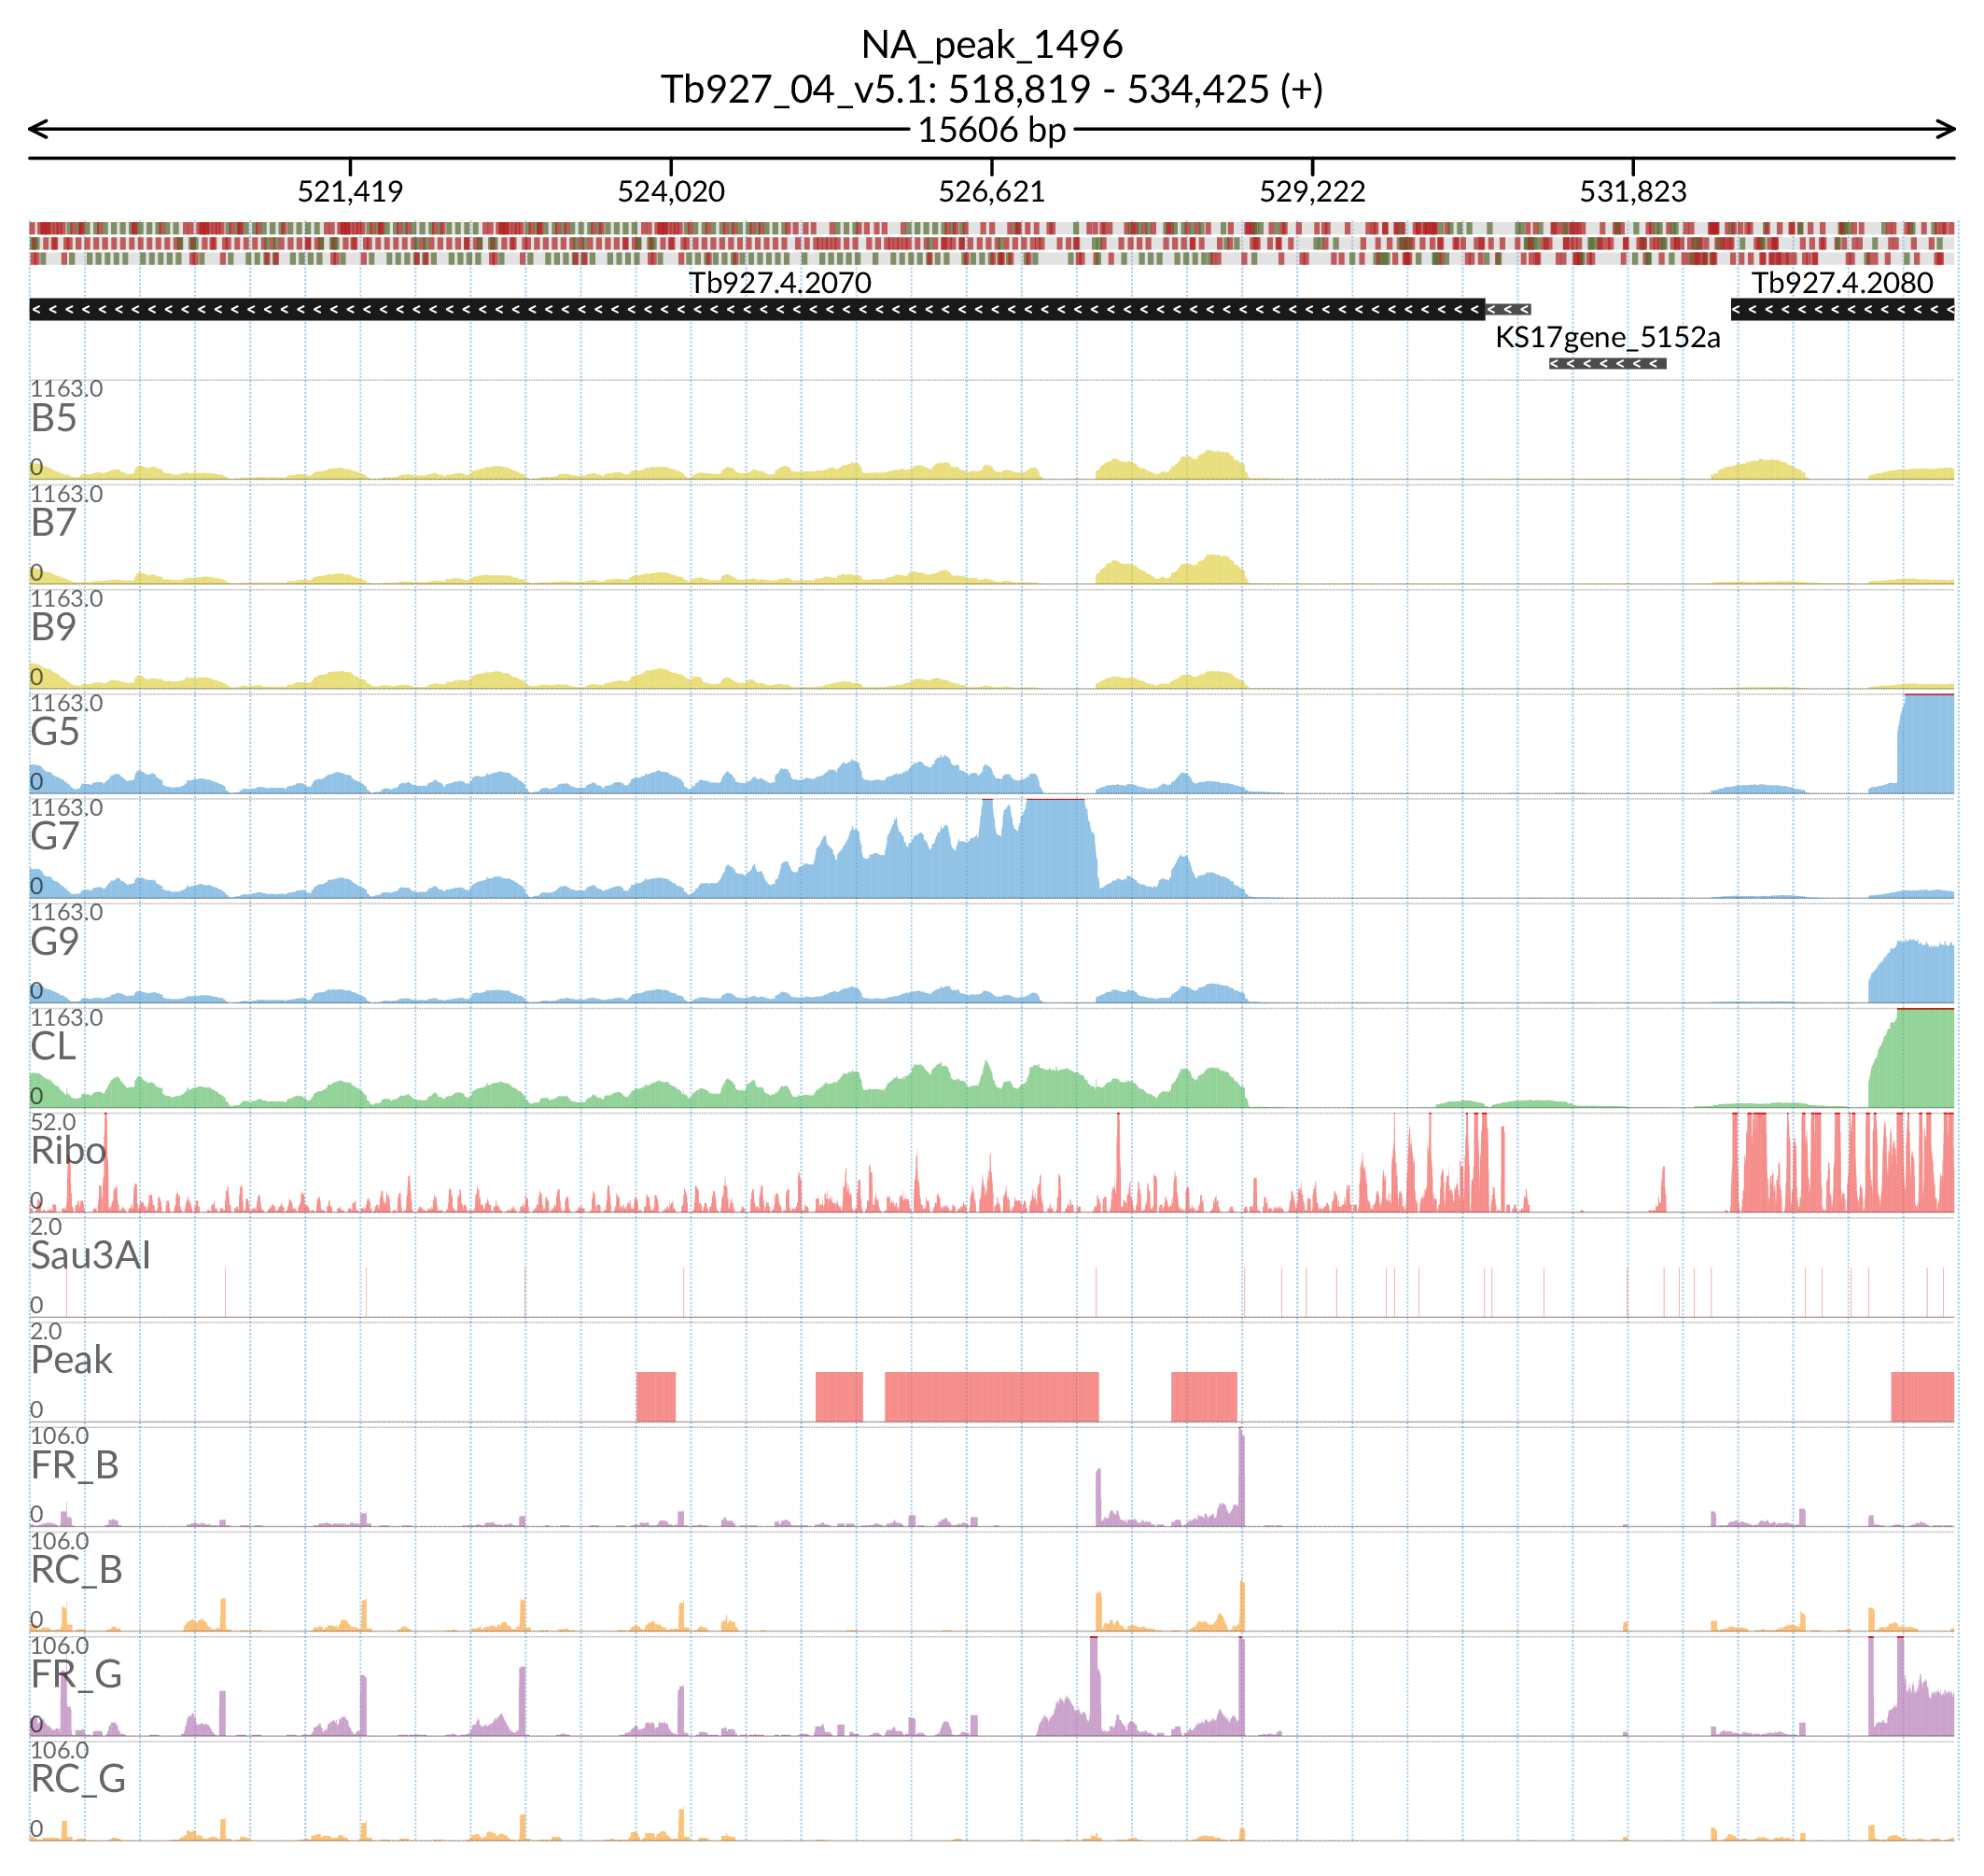 NA_peak_1496
Tb927_04_v5.1: 518,819 - 534,425 (+)
15606 bp
521,419 524,020 526,621 529,222 531,823
Tb927.4.2070 Tb927.4.2080
KS17gene_5152a
1163.0
B5
0
1163.0
B7
0
1163.0
B9
0
1163.0
G5
0
1163.0
G7
0
1163.0
G9
0
1163.0
CL
0
52.0
Ribo
0
2.0
Sau3AI
0
2.0
Peak
0
106.0
FR_B
0
106.0
RC_B
0
106.0
FR_G
0
106.0
RC_G
0